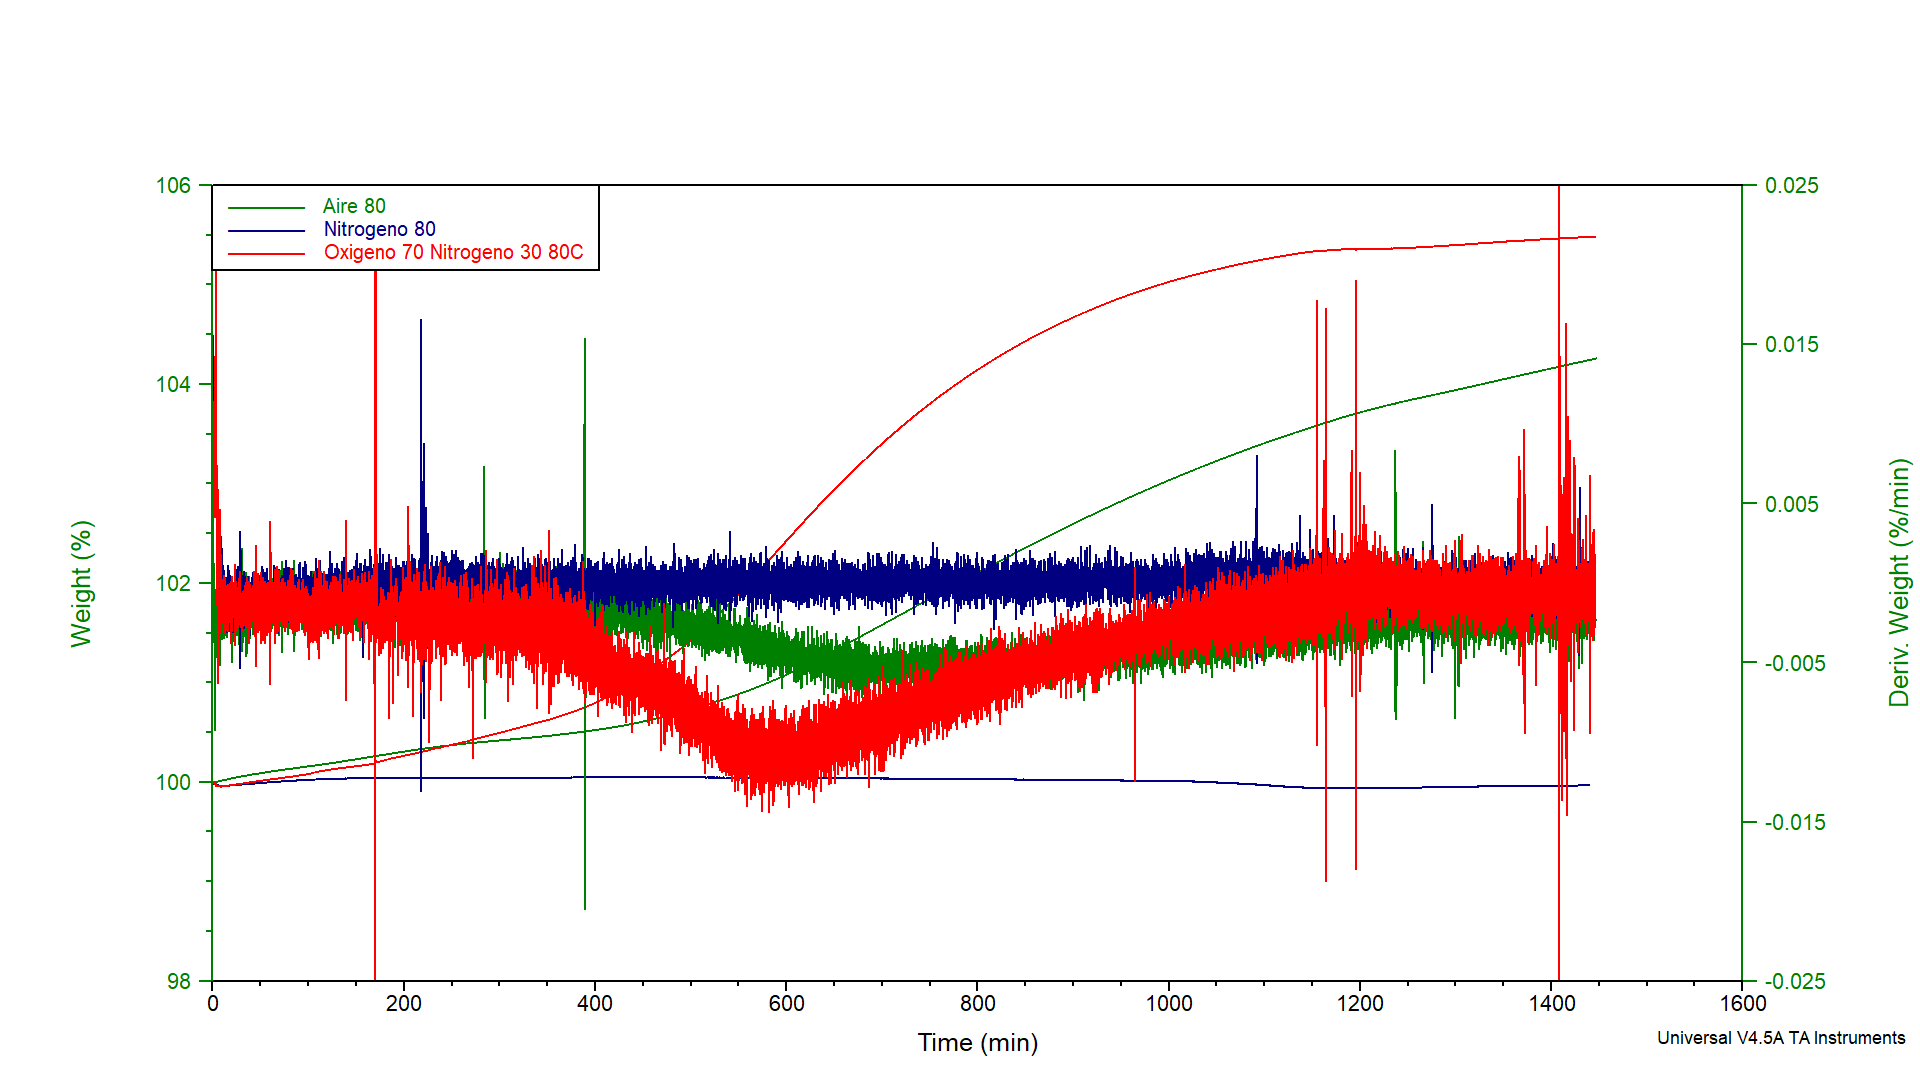 Aire 80
Nitrogeno 80
Oxigeno 70 Nitrogeno 30 80C
106
104
102
100
98
Weight (%)
0.025
0.015
0.005
-0.005
-0.015
-0.025
Deriv. Weight (%/min)
0 200 400 600 800 1000 1200 1400 1600
Time (min)
Universal V4.5A TA Instruments